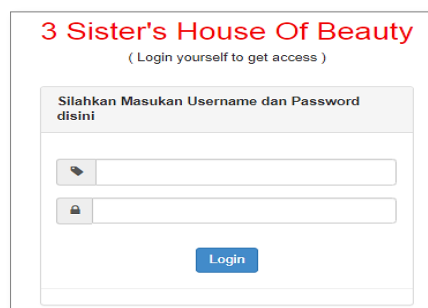 3 Sister's House Of Beauty
( Login yourself to get access )
Silahkan Masukan Username dan Password
disini
Login